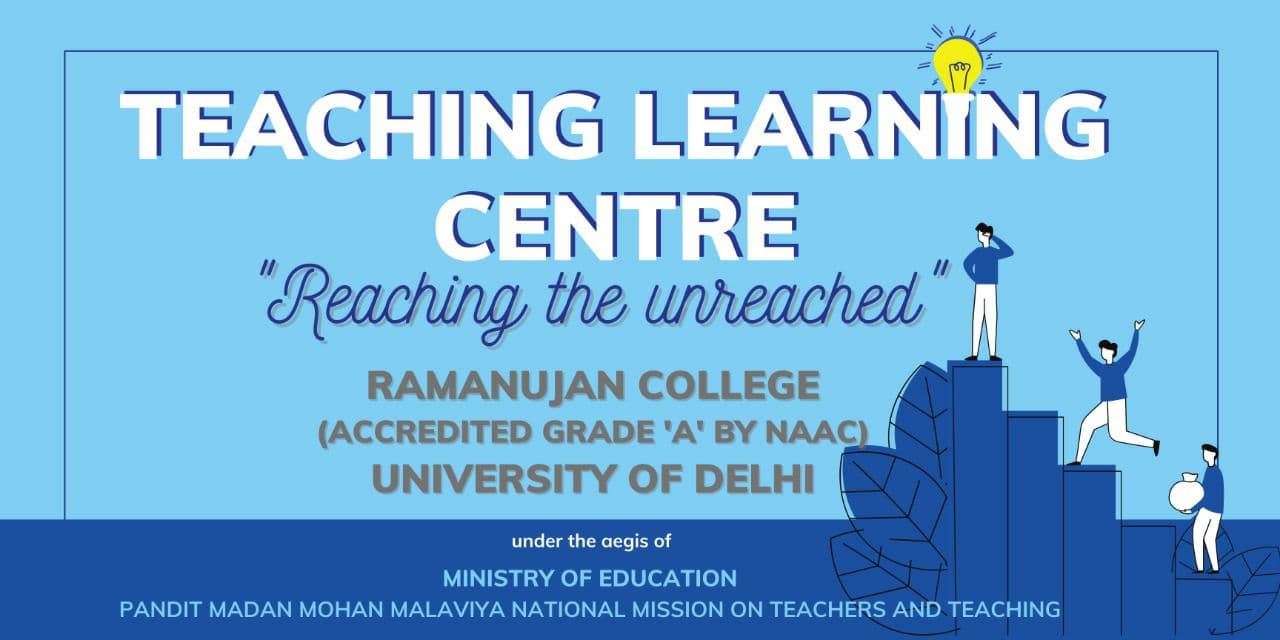 TEACHING LEARNING
CENTRE
"Reaching the unreached"
RAMANUJAN COLLEGE
(ACCREDITED GRADE 'A' BY NAAC)
UNIVERSITY OF DELHI
under the aegis of
MINISTRY OF EDUCATION
PANDIT MADAN MOHAN MALAVIYA NATIONAL MISSION ON TEACHERS AND TEACHING